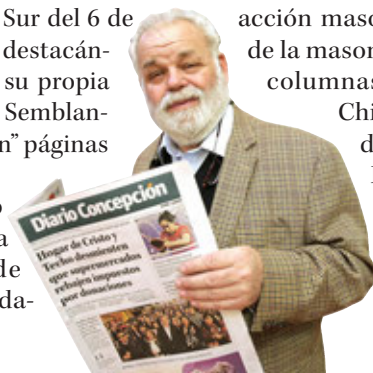 Sur del 6 de
destacán-
su propia
Semblan-
n” páginas
a
de
da-
acción maso
de la mason
columnas
Chi
d
Diario Concepción
Hogar de Cristo y
Techo desmienten
que supermercados
rebajen impuestos
por donaciones